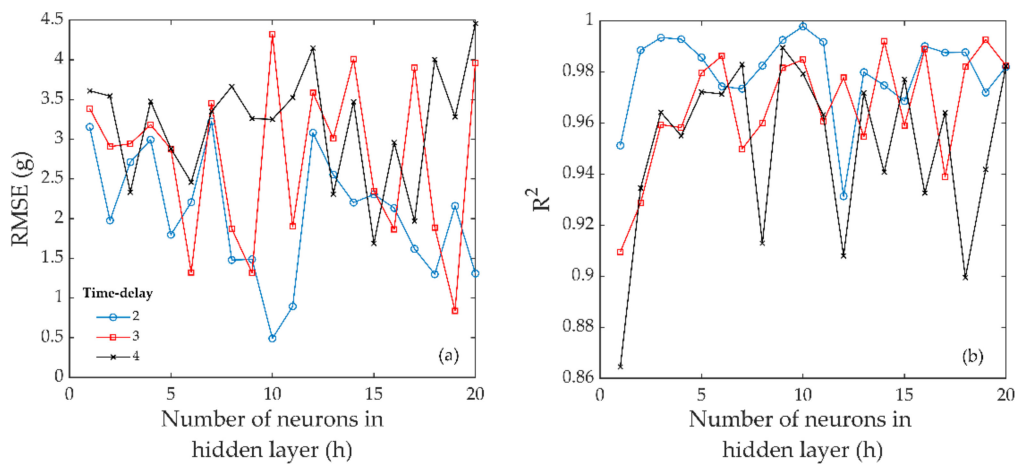 4.5
4
3.5
3
2.5
2
1.5
1
0.5
0
RMSE (g)
Time-delay
2
3
4
(a)
0 5 10 15 20
Number of neurons in
hidden layer (h)
1
0.98
0.96
0.94
0.92
0.9
0.88
0.86
R²
(b)
0 5 10 15 20
Number of neurons in
hidden layer (h)